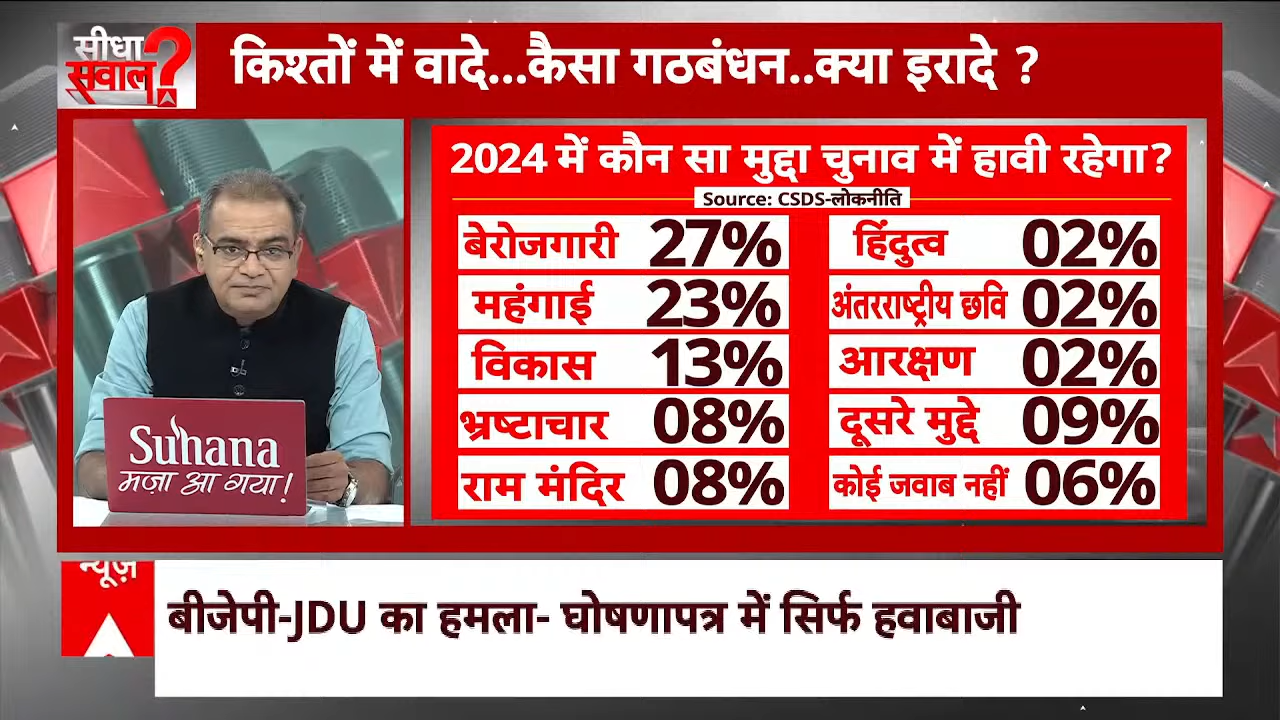 सीधा
सवाल?
किश्तों में वादे...कैसा गठबंधन..क्या इरादे ?
2024 में कौन सा मुद्दा चुनाव में हावी रहेगा?
Source: CSDS-लोकनीति
बेरोजगारी 27%
महंगाई 23%
विकास 13%
भ्रष्टाचार 08%
राम मंदिर 08%
हिंदुत्व 02%
अंतरराष्ट्रीय छवि 02%
आरक्षण 02%
दूसरे मुद्दे 09%
कोई जवाब नहीं 06%
Suhana
मज़ा आ गया!
न्यूज़
बीजेपी-JDU का हमला- घोषणापत्र में सिर्फ हवाबाजी